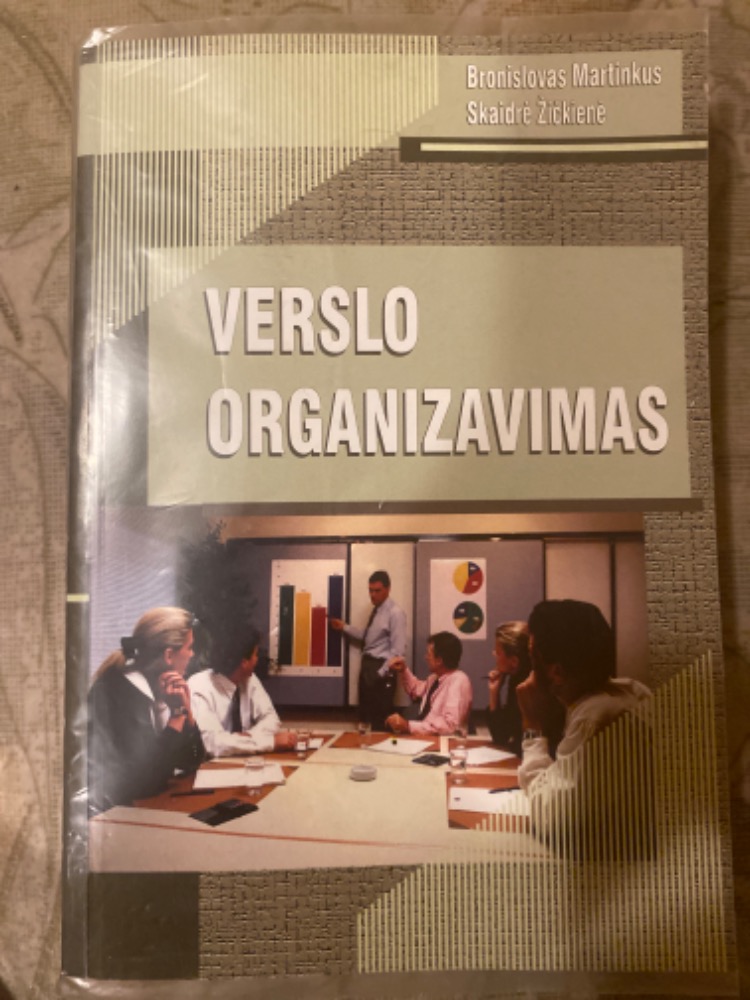 Bronislovas Martinkus
Skaidrė Žičkienė
VERSLO
ORGANIZAVIMAS